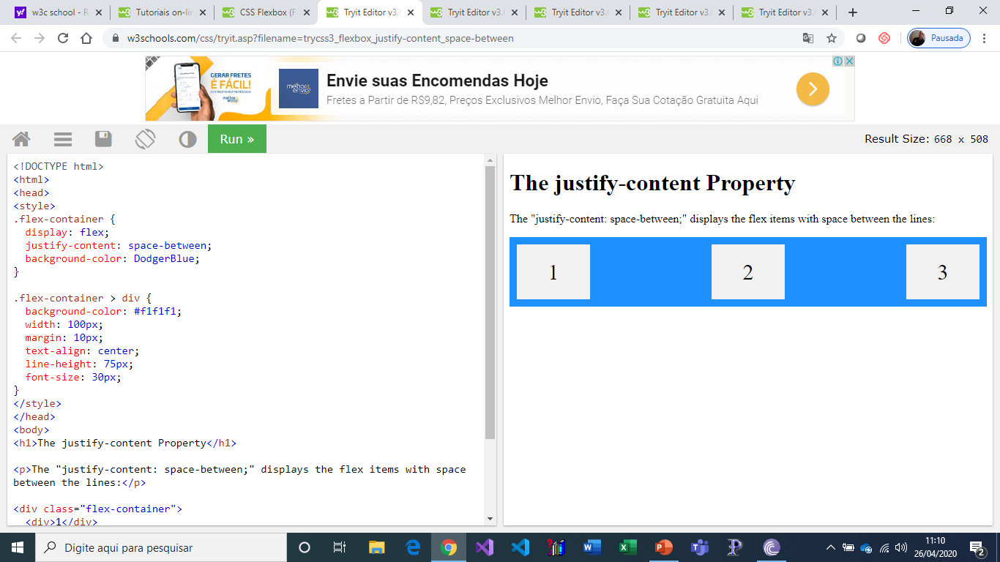 w3c school - R
Tutoriais on-lin
CSS Flexbox (F
Tryit Editor v3.6
Tryit Editor v3.6
Tryit Editor v3.6
Tryit Editor v3.6
Tryit Editor v3.6
w3schools.com/css/tryit.asp?filename=trycss3_flexbox_justify-content_space-between
Pausada
GERAR FRETES
É FÁCIL!
melhor envio
Envie suas Encomendas Hoje
Fretes a Partir de R$9,82, Preços Exclusivos Melhor Envio, Faça Sua Cotação Gratuita Aqui
Run »
Result Size: 668 x 508
<!DOCTYPE html>
<html>
<head>
<style>
.flex-container {
  display: flex;
  justify-content: space-between;
  background-color: DodgerBlue;
}
.flex-container > div {
  background-color: #f1f1f1;
  width: 100px;
  margin: 10px;
  text-align: center;
  line-height: 75px;
  font-size: 30px;
}
</style>
</head>
<body>
<h1>The justify-content Property</h1>
<p>The "justify-content: space-between;" displays the flex items with space
between the lines:</p>
<div class="flex-container">
  <div>1</div>
The justify-content Property
The "justify-content: space-between;" displays the flex items with space between the lines:
1
2
3
Digite aqui para pesquisar
11:10
26/04/2020
2